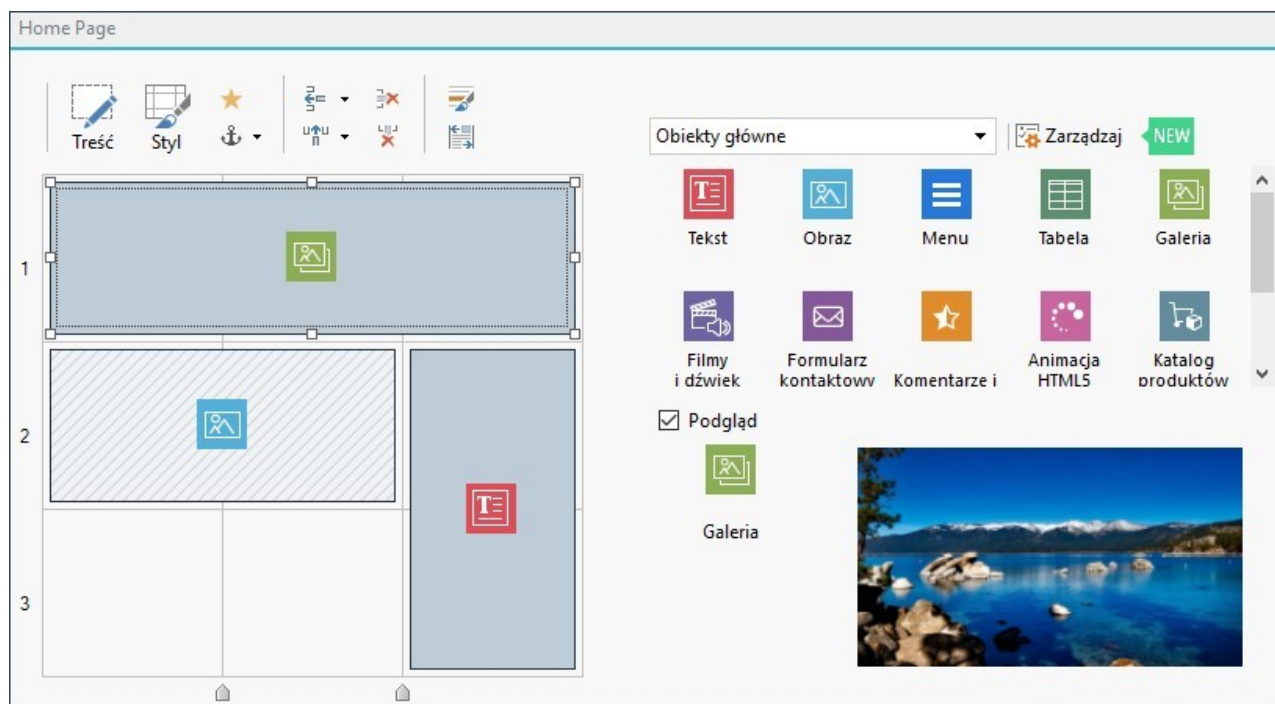 Home Page
Treść
Styl
Obiekty główne
Zarządzaj
NEW
Tekst
Obraz
Menu
Tabela
Galeria
Filmy
i dźwiek
Formularz
kontaktowy
Komentarze i
Animacja
HTML5
Katalog
produktów
Podgląd
Galeria
1
2
3